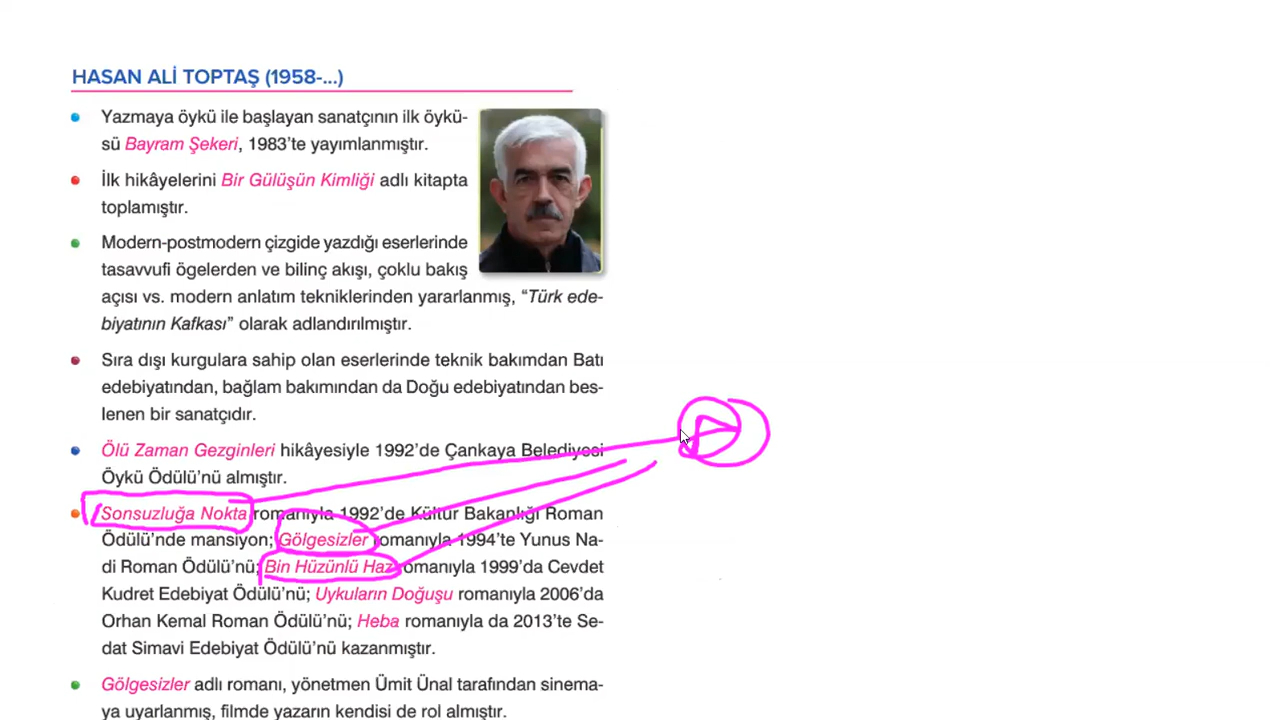 HASAN ALİ TOPTAŞ (1958-...)
Yazmaya öykü ile başlayan sanatçının ilk öykü-
sü Bayram Şekeri, 1983’te yayımlanmıştır.
İlk hikâyelerini Bir Gülüşün Kimliği adlı kitapta
toplamıştır.
Modern-postmodern çizgide yazdığı eserlerinde
tasavvufi ögelerden ve bilinç akışı, çoklu bakış
açısı vs. modern anlatım tekniklerinden yararlanmış, “Türk ede-
biyatının Kafkası” olarak adlandırılmıştır.
Sıra dışı kurgulara sahip olan eserlerinde teknik bakımdan Batı
edebiyatından, bağlam bakımından da Doğu edebiyatından bes-
lenen bir sanatçıdır.
Ölü Zaman Gezginleri hikâyesiyle 1992’de Çankaya Belediyesi
Öykü Ödülü’nü almıştır.
Sonsuzluğa Nokta romanıyla 1992’de Kültür Bakanlığı Roman
Ödülü’nde mansiyon; Gölgesizler romanıyla 1994’te Yunus Na-
di Roman Ödülü’nü; Bin Hüzünlü Haz romanıyla 1999’da Cevdet
Kudret Edebiyat Ödülü’nü; Uykuların Doğuşu romanıyla 2006’da
Orhan Kemal Roman Ödülü’nü; Heba romanıyla da 2013’te Se-
dat Simavi Edebiyat Ödülü’nü kazanmıştır.
Gölgesizler adlı romanı, yönetmen Ümit Ünal tarafından sinema-
ya uyarlanmış, filmde yazarın kendisi de rol almıştır.